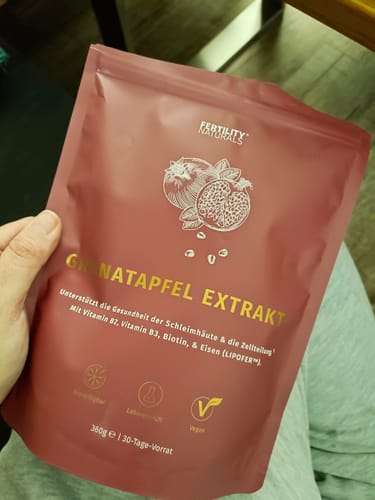 FERTILITY®
NATURALS
GRANATAPFEL EXTRAKT
Unterstützt die Gesundheit der Schleimhäute & die Zellteilung¹
Mit Vitamin B2, Vitamin B3, Biotin, & Eisen (LIPOFER™).
Vegan
360g ℮ | 30-Tage-Vorrat